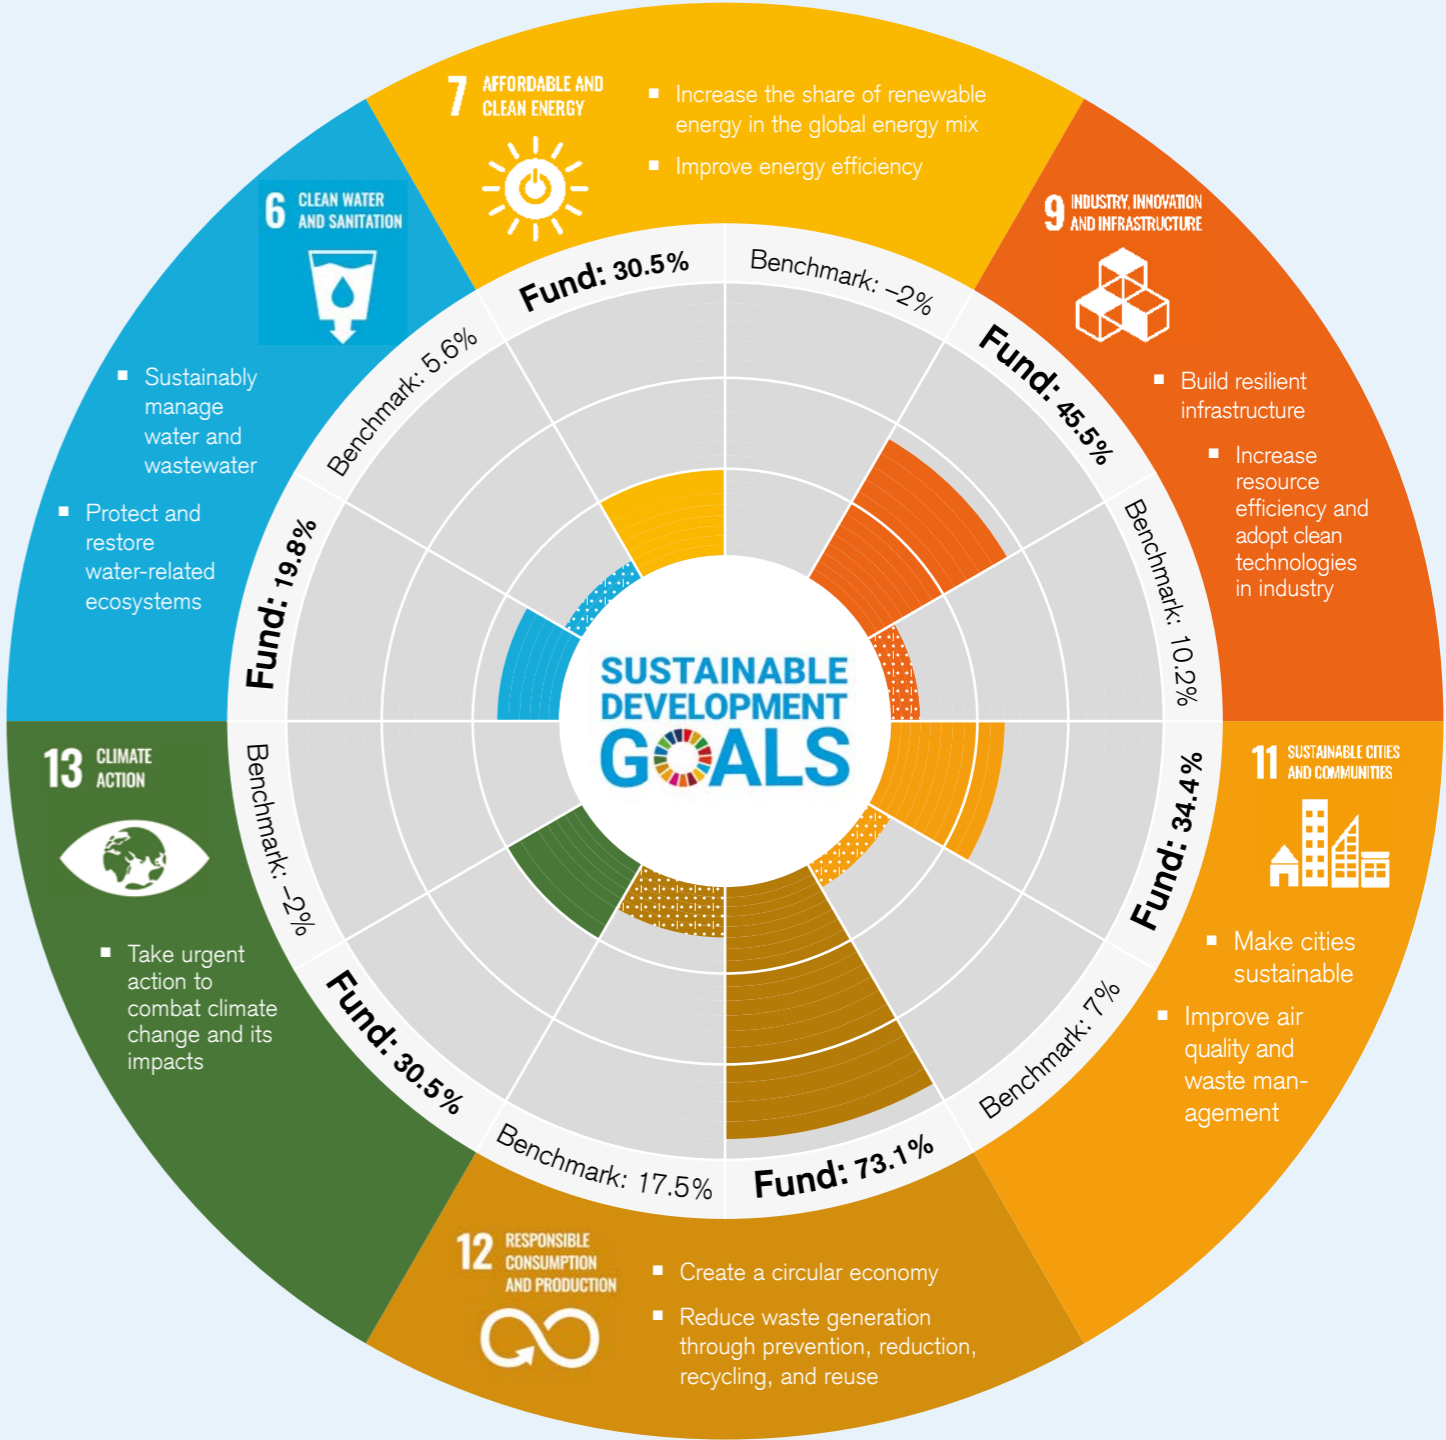 7 AFFORDABLE AND
CLEAN ENERGY
▪ Increase the share of renewable
energy in the global energy mix
▪ Improve energy efficiency
Fund: 30.5%
Benchmark: –2%
9 INDUSTRY, INNOVATION
AND INFRASTRUCTURE
▪ Build resilient
infrastructure
▪ Increase
resource
efficiency and
adopt clean
technologies
in industry
Fund: 45.5%
Benchmark: 10.2%
11 SUSTAINABLE CITIES
AND COMMUNITIES
▪ Make cities
sustainable
▪ Improve air
quality and
waste man-
agement
Fund: 34.4%
Benchmark: 7%
12 RESPONSIBLE
CONSUMPTION
AND PRODUCTION
▪ Create a circular economy
▪ Reduce waste generation
through prevention, reduction,
recycling, and reuse
Fund: 73.1%
Benchmark: 17.5%
13 CLIMATE
ACTION
▪ Take urgent
action to
combat climate
change and its
impacts
Fund: 30.5%
Benchmark: –2%
6 CLEAN WATER
AND SANITATION
▪ Sustainably
manage
water and
wastewater
▪ Protect and
restore
water-related
ecosystems
Fund: 19.8%
Benchmark: 5.6%
SUSTAINABLE
DEVELOPMENT
GOALS